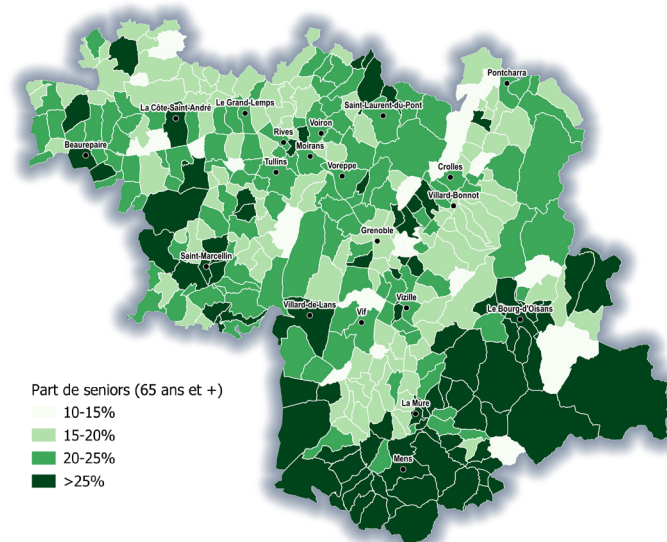 Pontcharra
La Côte-Saint-André
Le Grand-Lemps
Saint-Laurent-du-Pont
Voiron
Rives
Beaurepaire
Moirans
Tullins
Voreppe
Crolles
Villard-Bonnot
Grenoble
Saint-Marcellin
Villard-de-Lans
Vizille
Vif
Le Bourg-d'Oisans
Part de seniors (65 ans et +)
10-15%
15-20%
20-25%
>25%
La Mure
Mens